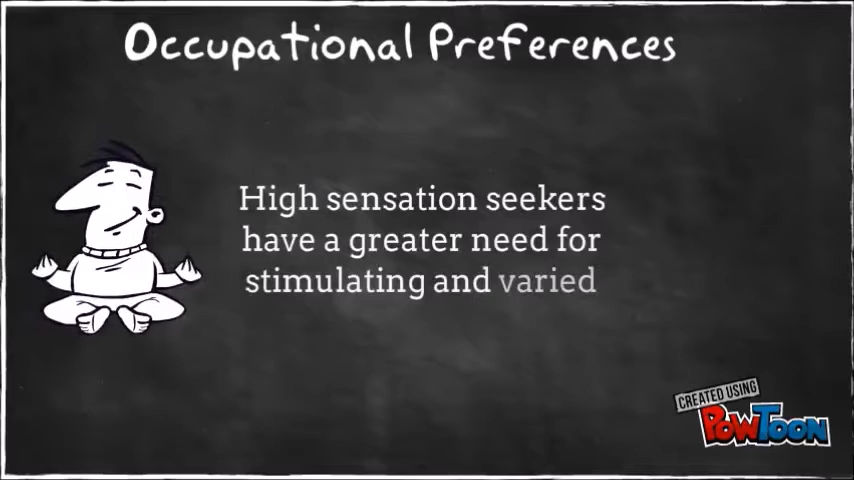 Occupational Preferences
High sensation seekers
have a greater need for
stimulating and varied
CREATED USING
POWTOON